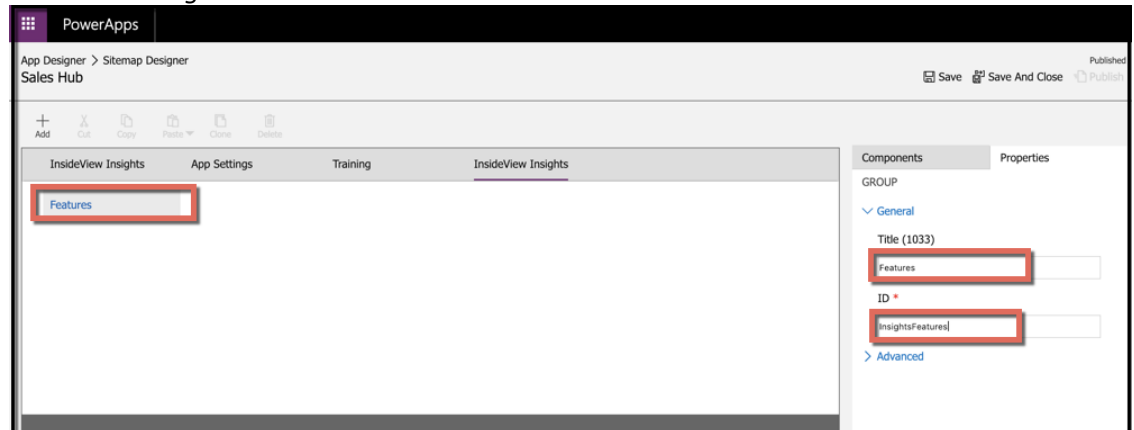 PowerApps
App Designer > Sitemap Designer
Sales Hub
Published
Save Save And Close Publish
Add Cut Copy Paste Clone Delete
InsideView Insights App Settings Training InsideView Insights
Components Properties
Features
GROUP
General
Title (1033)
Features
ID *
InsightsFeatures
Advanced